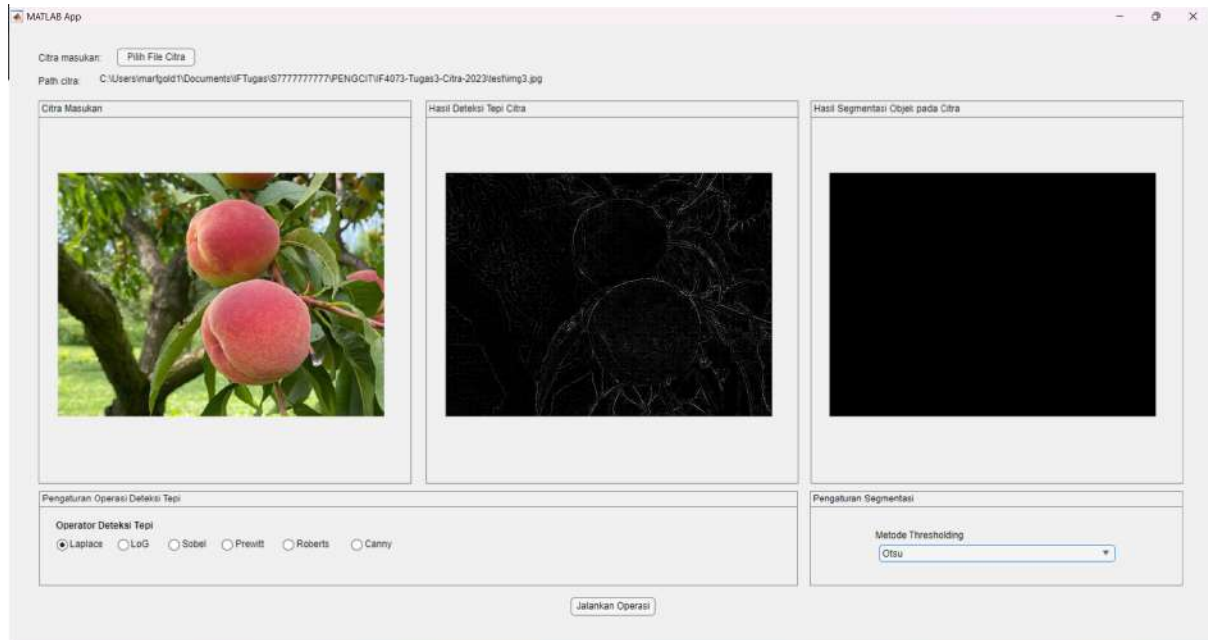 MATLAB App
Citra masukan: Pilih File Citra
Path citra: C:\Users\marfgold1\Documents\IFTugas\S7777777777\PENGCIT\IF4073-Tugas3-Citra-2023\test\img3.jpg
Citra Masukan
Hasil Deteksi Tepi Citra
Hasil Segmentasi Objek pada Citra
Pengaturan Operasi Deteksi Tepi
Operator Deteksi Tepi
Laplace LoG Sobel Prewitt Roberts Canny
Pengaturan Segmentasi
Metode Thresholding
Otsu
Jalankan Operasi